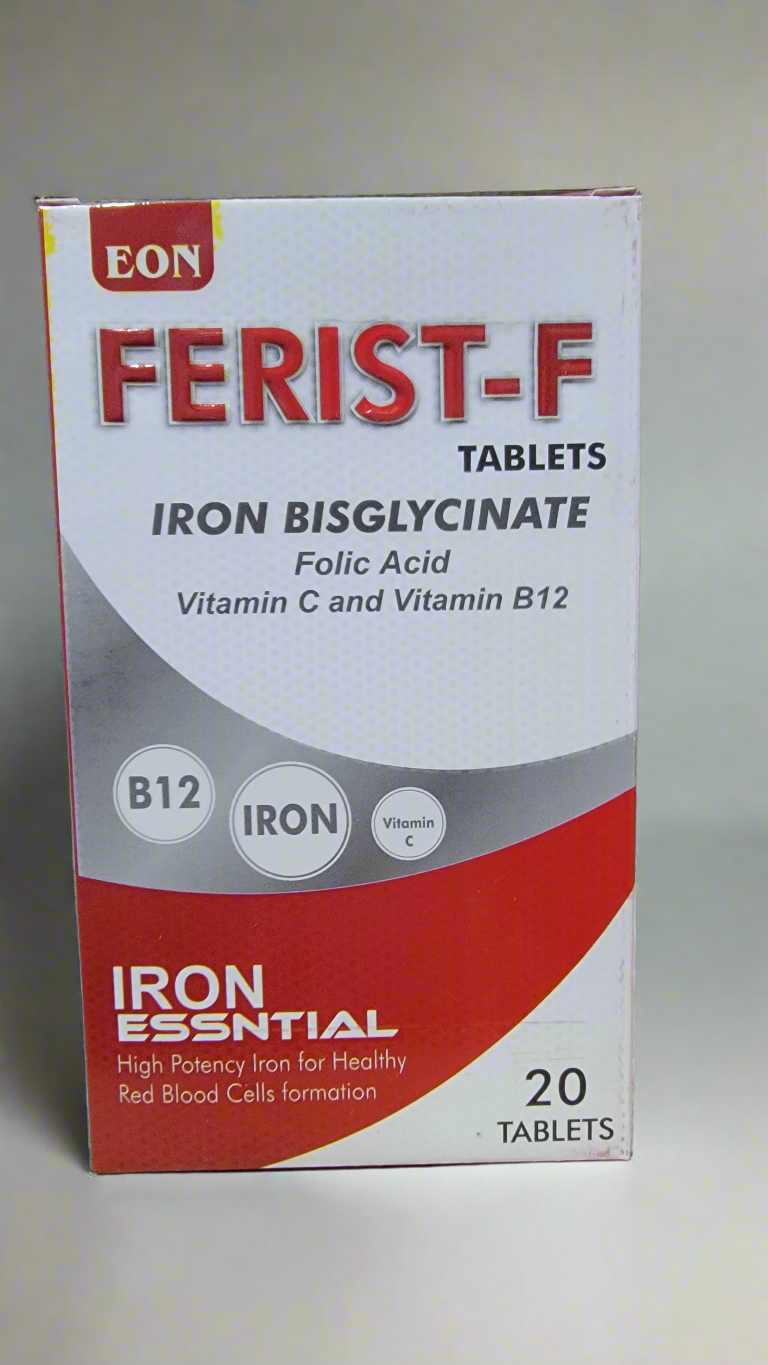 EON
FERIST-F
TABLETS
IRON BISGLYCINATE
Folic Acid
Vitamin C and Vitamin B12
B12
IRON
Vitamin
C
IRON
ESSNTIAL
High Potency Iron for Healthy
Red Blood Cells formation
20
TABLETS